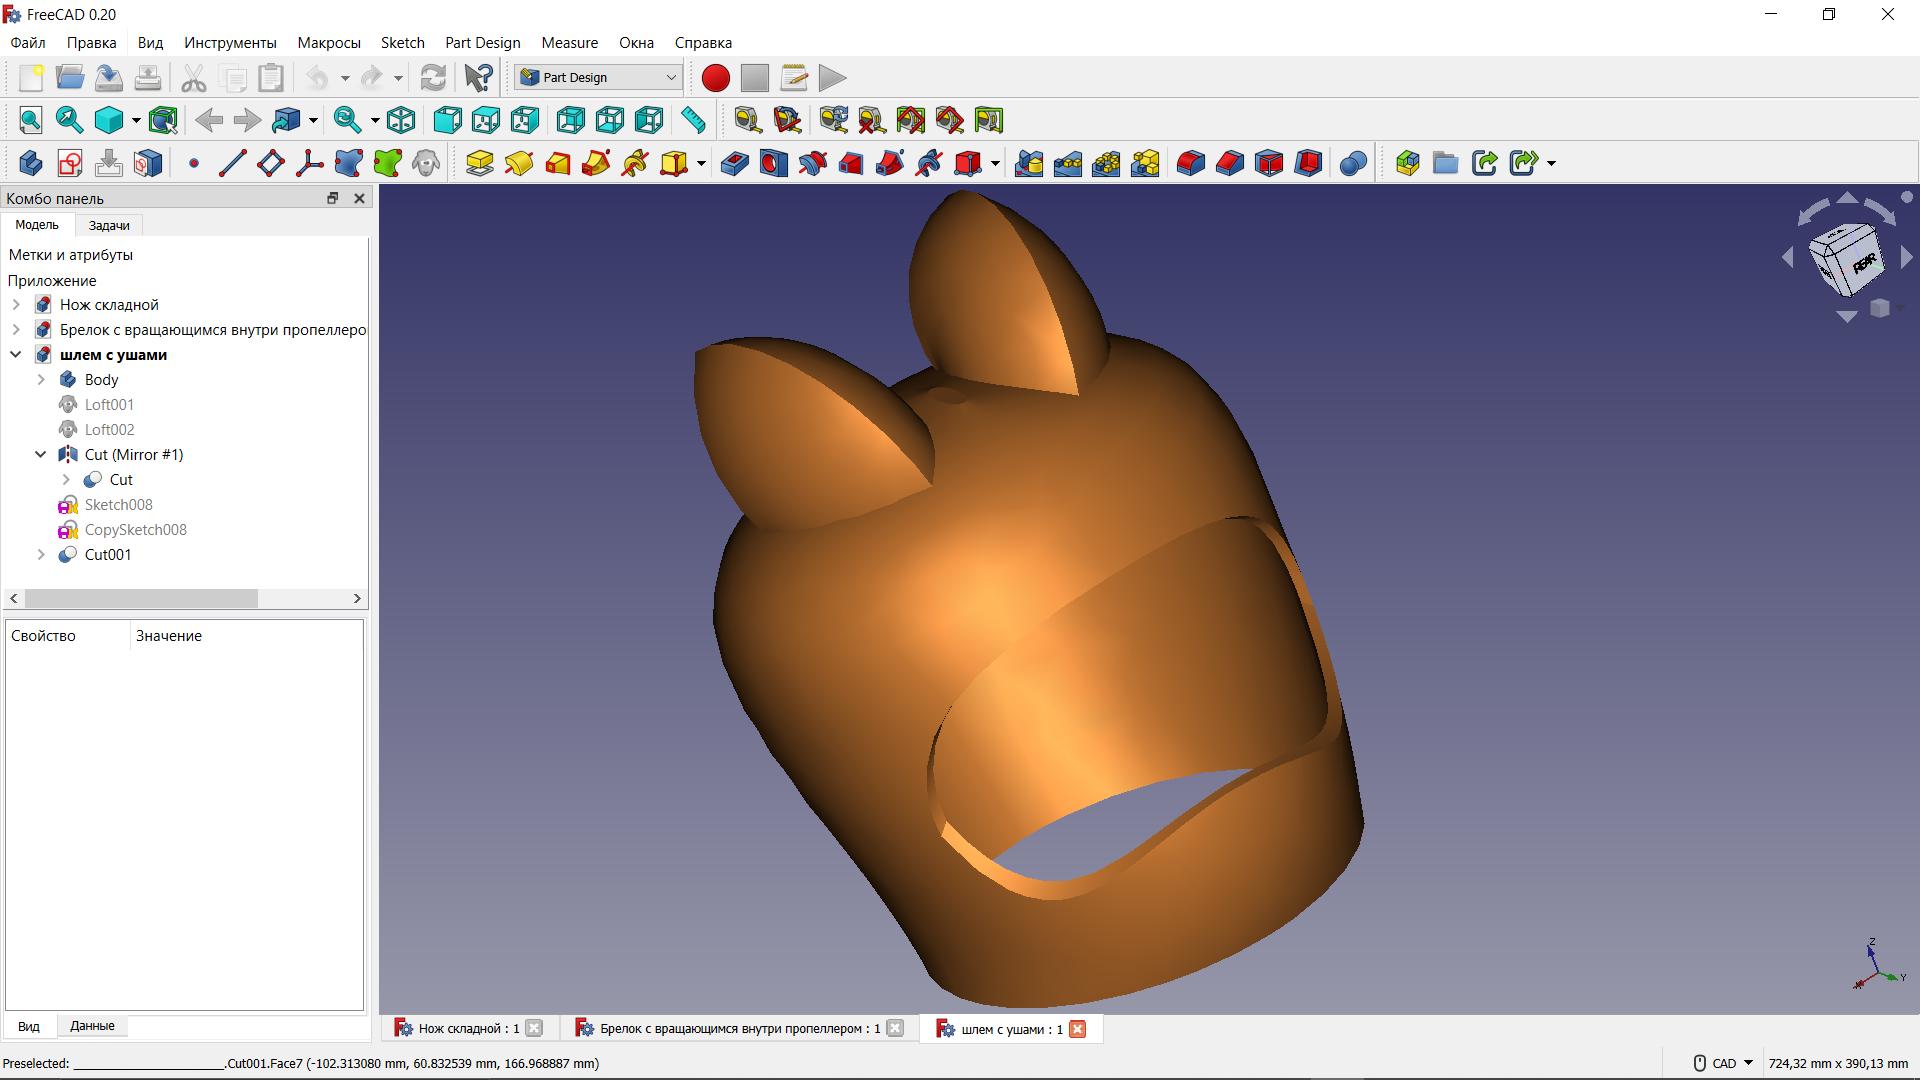 FreeCAD 0.20
Файл Правка Вид Инструменты Макросы Sketch Part Design Measure Окна Справка
Part Design
Комбо панель
Модель Задачи
Метки и атрибуты
Приложение
Нож складной
Брелок с вращающимся внутри пропеллеро
шлем с ушами
Body
Loft001
Loft002
Cut (Mirror #1)
Cut
Sketch008
CopySketch008
Cut001
Свойство Значение
Вид Данные
REAR
Z
Y
Нож складной : 1 Брелок с вращающимся внутри пропеллером : 1 шлем с ушами : 1
Preselected: ________________________.Cut001.Face7 (-102.313080 mm, 60.832539 mm, 166.968887 mm)
CAD 724,32 mm x 390,13 mm